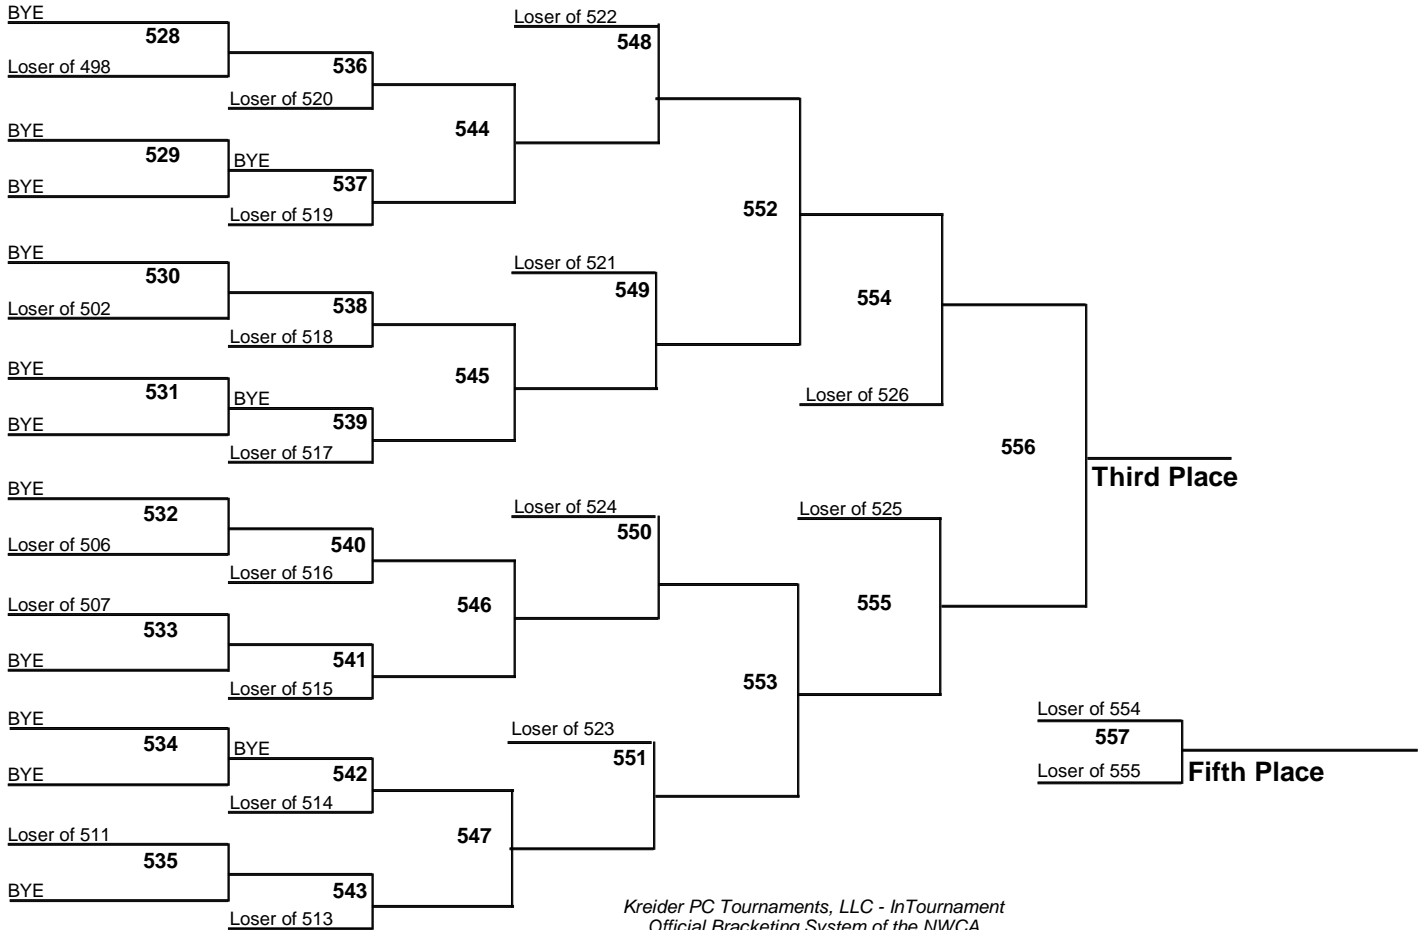 BYE
528
Loser of 498
536
Loser of 520
BYE
529
BYE
BYE
537
Loser of 519
544
Loser of 522
548
BYE
530
Loser of 502
538
Loser of 518
BYE
531
BYE
BYE
539
Loser of 517
545
Loser of 521
549
552
554
Loser of 526
BYE
532
Loser of 506
540
Loser of 516
Loser of 507
533
BYE
541
Loser of 515
546
Loser of 524
550
BYE
534
BYE
BYE
542
Loser of 514
Loser of 511
535
BYE
543
Loser of 513
547
Loser of 523
551
553
Loser of 525
555
556
Third Place
Loser of 554
557
Loser of 555
Fifth Place
Kreider PC Tournaments, LLC - InTournament
Official Bracketing System of the NWCA